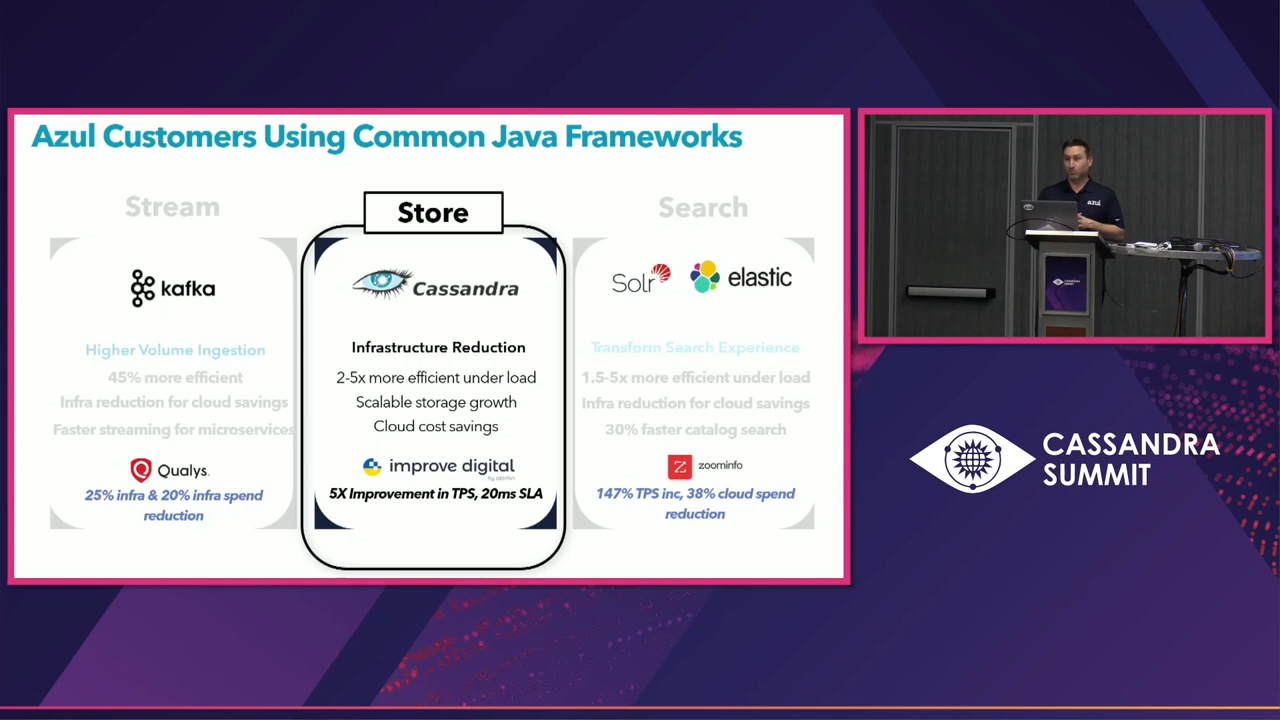 Azul Customers Using Common Java Frameworks
Stream
kafka
Higher Volume Ingestion
45% more efficient
Infra reduction for cloud savings
Faster streaming for microservices
Qualys.
25% infra & 20% infra spend
reduction
Store
Cassandra
Infrastructure Reduction
2-5x more efficient under load
Scalable storage growth
Cloud cost savings
improve digital
by azerion
5X Improvement in TPS, 20ms SLA
Search
Solr
elastic
Transform Search Experience
1.5-5x more efficient under load
Infra reduction for cloud savings
30% faster catalog search
zoominfo
147% TPS inc, 38% cloud spend
reduction
azul
CASSANDRA
SUMMIT
CASSANDRA
SUMMIT